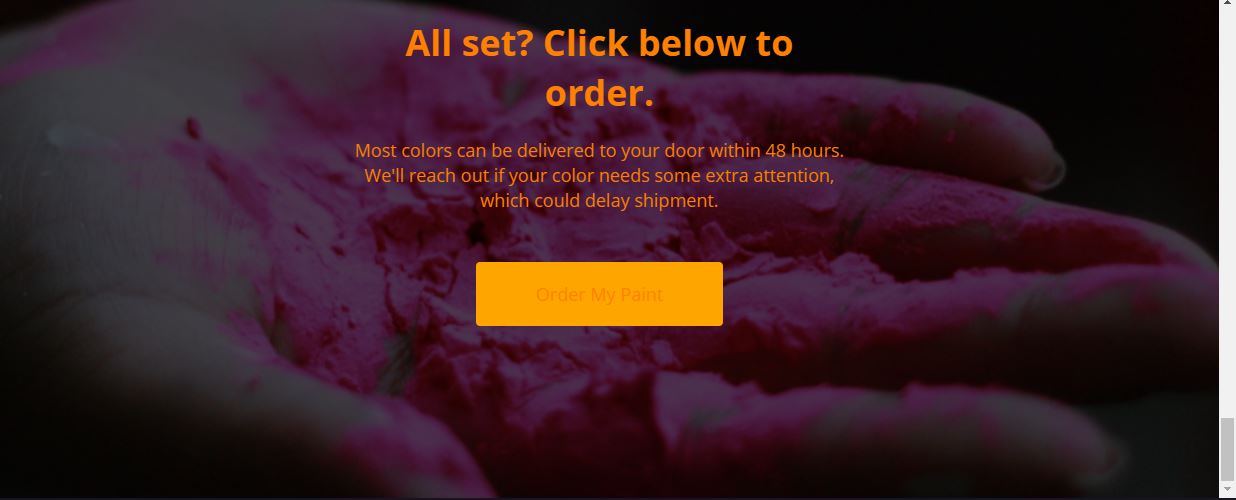 All set? Click below to
order.
Most colors can be delivered to your door within 48 hours.
We'll reach out if your color needs some extra attention,
which could delay shipment.
Order My Paint